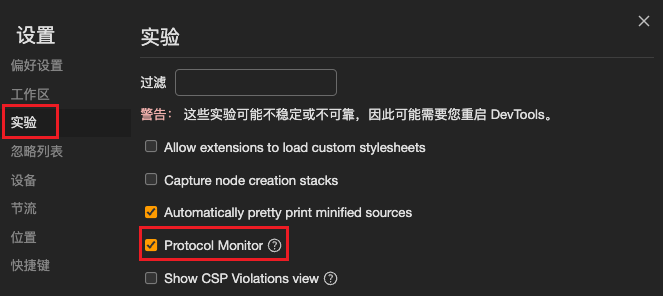 设置
偏好设置
工作区
实验
忽略列表
设备
节流
位置
快捷键
实验
过滤
警告： 这些实验可能不稳定或不可靠，因此可能需要您重启 DevTools。
Allow extensions to load custom stylesheets
Capture node creation stacks
Automatically pretty print minified sources
Protocol Monitor ?
Show CSP Violations view ?